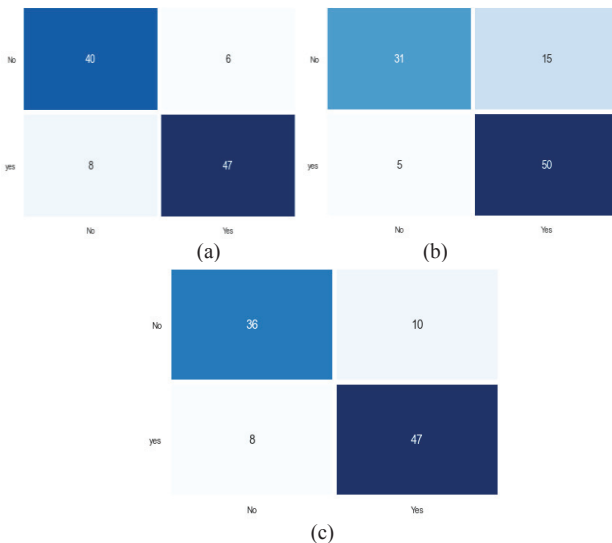 No 40 6
yes 8 47
No Yes
(a)
No 31 15
yes 5 50
No Yes
(b)
No 36 10
yes 8 47
No Yes
(c)